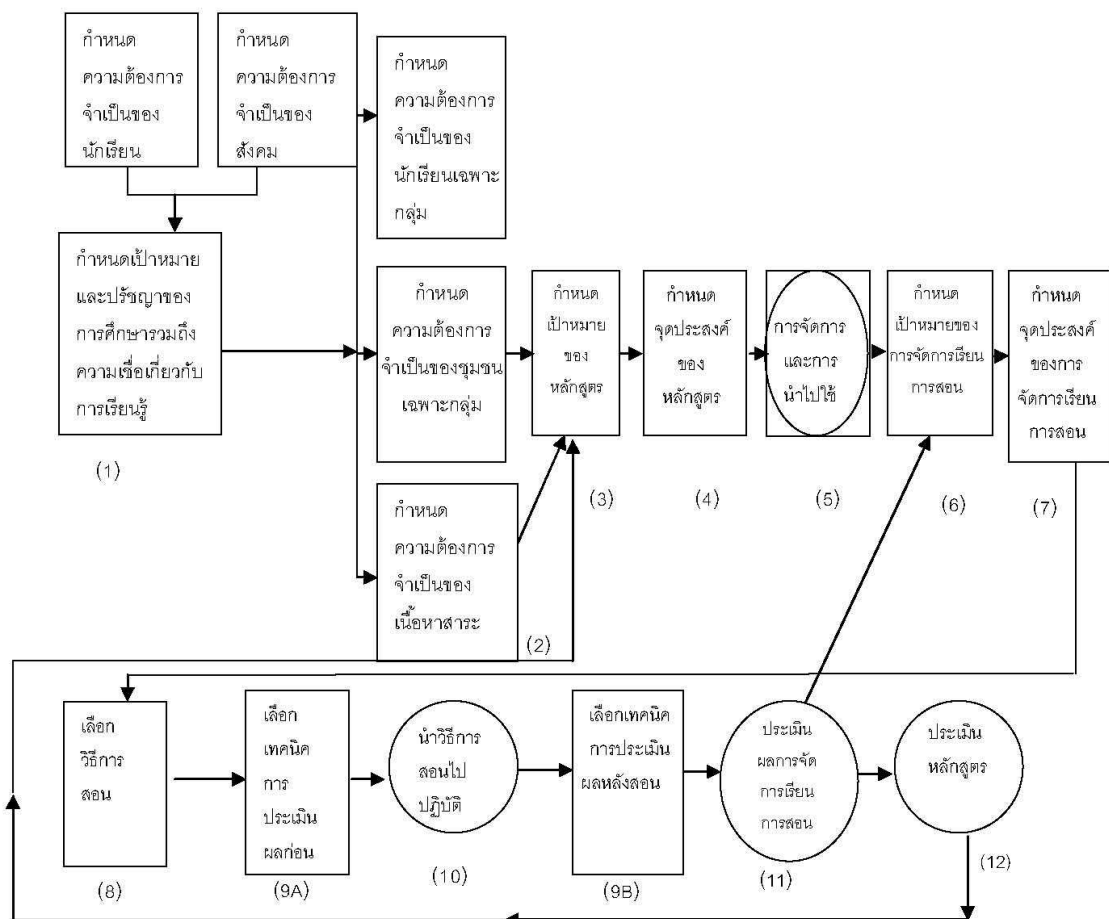 กำหนด
ความต้องการ
จำเป็นของ
นักเรียน
กำหนด
ความต้องการ
จำเป็นของ
สังคม
กำหนด
ความต้องการ
จำเป็นของ
นักเรียนเฉพาะ
กลุ่ม
กำหนดเป้าหมาย
และปรัชญาของ
การศึกษารวมถึง
ความเชื่อเกี่ยวกับ
การเรียนรู้
(1)
กำหนด
ความต้องการ
จำเป็นของชุมชน
เฉพาะกลุ่ม
กำหนด
ความต้องการ
จำเป็นของ
เนื้อหาสาระ
(2)
กำหนด
เป้าหมาย
ของ
หลักสูตร
(3)
กำหนด
จุดประสงค์
ของ
หลักสูตร
(4)
การจัดการ
และการ
นำไปใช้
(5)
กำหนด
เป้าหมายของ
การจัดการเรียน
การสอน
(6)
กำหนด
จุดประสงค์
ของการ
จัดการเรียน
การสอน
(7)
เลือก
วิธีการ
สอน
(8)
เลือก
เทคนิค
การ
ประเมิน
ผลก่อน
(9A)
นำวิธีการ
สอนไป
ปฏิบัติ
(10)
เลือกเทคนิค
การประเมิน
ผลหลังสอน
(9B)
ประเมิน
ผลการจัด
การเรียน
การสอน
(11)
ประเมิน
หลักสูตร
(12)